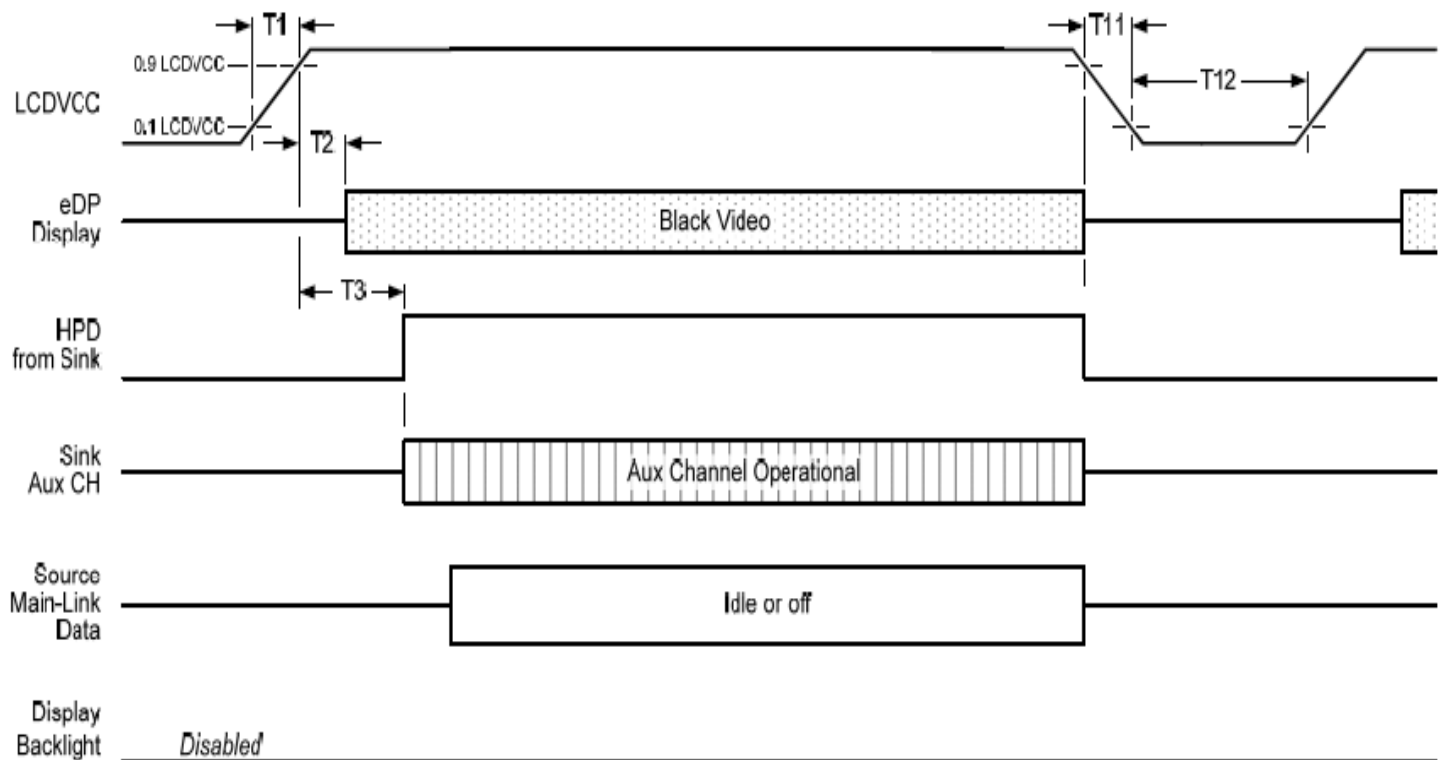 T1
T11
0.9 LCDVCC
LCDVCC
T12
0.1 LCDVCC
T2
eDP
Display
Black Video
T3
HPD
from Sink
Sink
Aux CH
Aux Channel Operational
Source
Main-Link
Data
Idle or off
Display
Backlight
Disabled